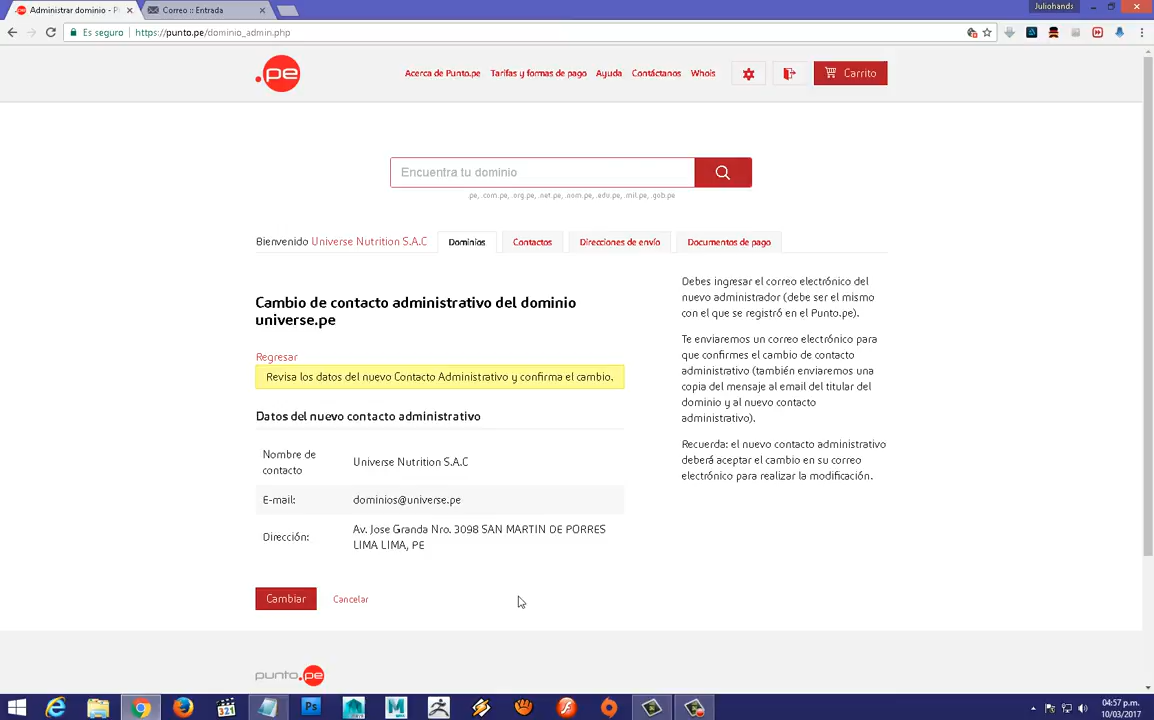 Administrar dominio - P
Correo :: Entrada
Juliohands
Es seguro
https://punto.pe/dominio_admin.php
.pe
Acerca de Punto.pe Tarifas y formas de pago Ayuda Contáctanos Whois Carrito
Encuentra tu dominio
.pe, .com.pe, .org.pe, .net.pe, .nom.pe, .edu.pe, .mil.pe, .gob.pe
Bienvenido Universe Nutrition S.A.C Dominios Contactos Direcciones de envío Documentos de pago
Cambio de contacto administrativo del dominio
universe.pe
Regresar
Revisa los datos del nuevo Contacto Administrativo y confirma el cambio.
Datos del nuevo contacto administrativo
Nombre de
contacto
Universe Nutrition S.A.C
E-mail: dominios@universe.pe
Dirección:
Av. Jose Granda Nro. 3098 SAN MARTIN DE PORRES
LIMA LIMA, PE
Cambiar Cancelar
Debes ingresar el correo electrónico del
nuevo administrador (debe ser el mismo
con el que se registró en el Punto.pe).
Te enviaremos un correo electrónico para
que confirmes el cambio de contacto
administrativo (también enviaremos una
copia del mensaje al email del titular del
dominio y al nuevo contacto
administrativo).
Recuerda: el nuevo contacto administrativo
deberá aceptar el cambio en su correo
electrónico para realizar la modificación.
punto.pe
321
Ps
M
04:57 p.m.
10/03/2017